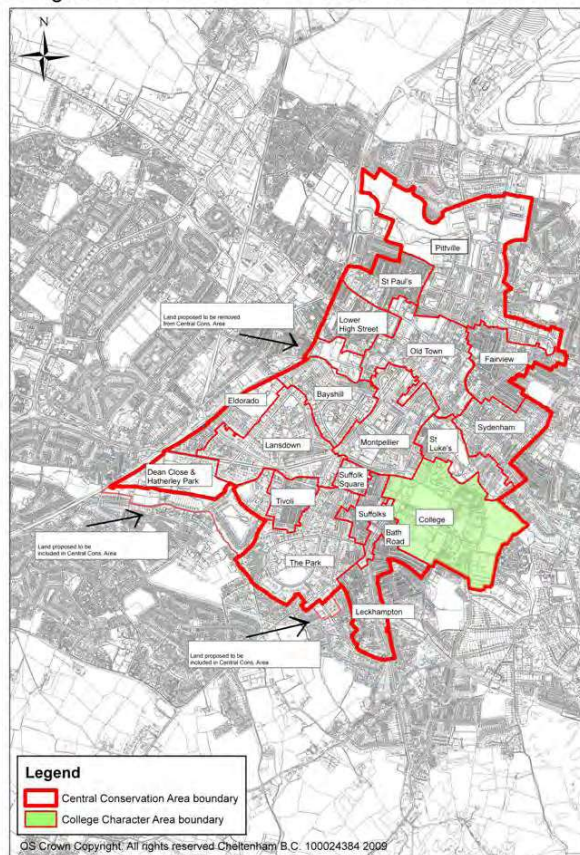 N
Pittville
St Paul's
Land proposed to be removed
from Central Cons. Area
Lower
High Street
Old Town
Fairview
Eldorado
Bayshill
Sydenham
St
Luke's
Lansdown
Montpellier
Dean Close &
Hatherley Park
Suffolk
Square
Tivoli
Suffolks
College
Bath
Road
Land proposed to be
included in Central Cons. Area
The Park
Leckhampton
Land proposed to be
included in Central Cons. Area
Legend
Central Conservation Area boundary
College Character Area boundary
OS Crown Copyright. All rights reserved Cheltenham B.C. 100024384 2009